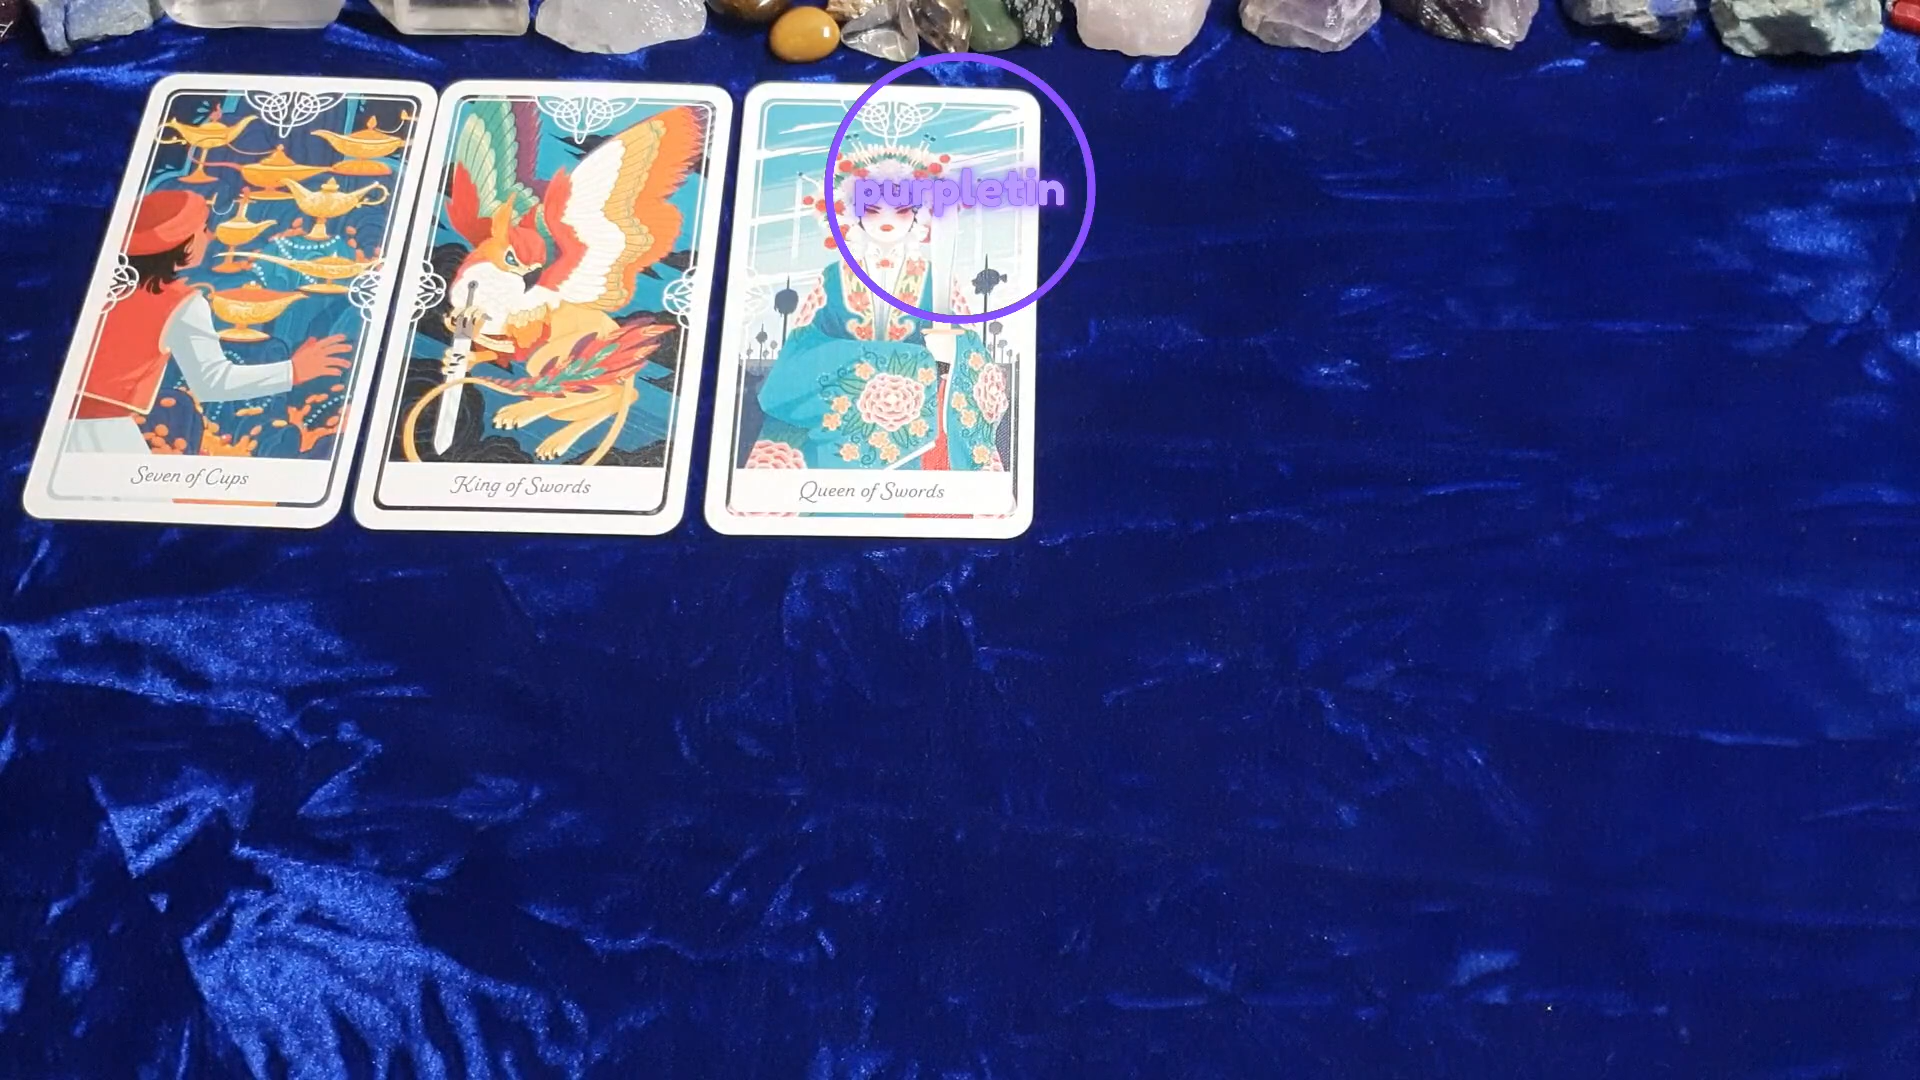 purpletin
Seven of Cups
King of Swords
Queen of Swords